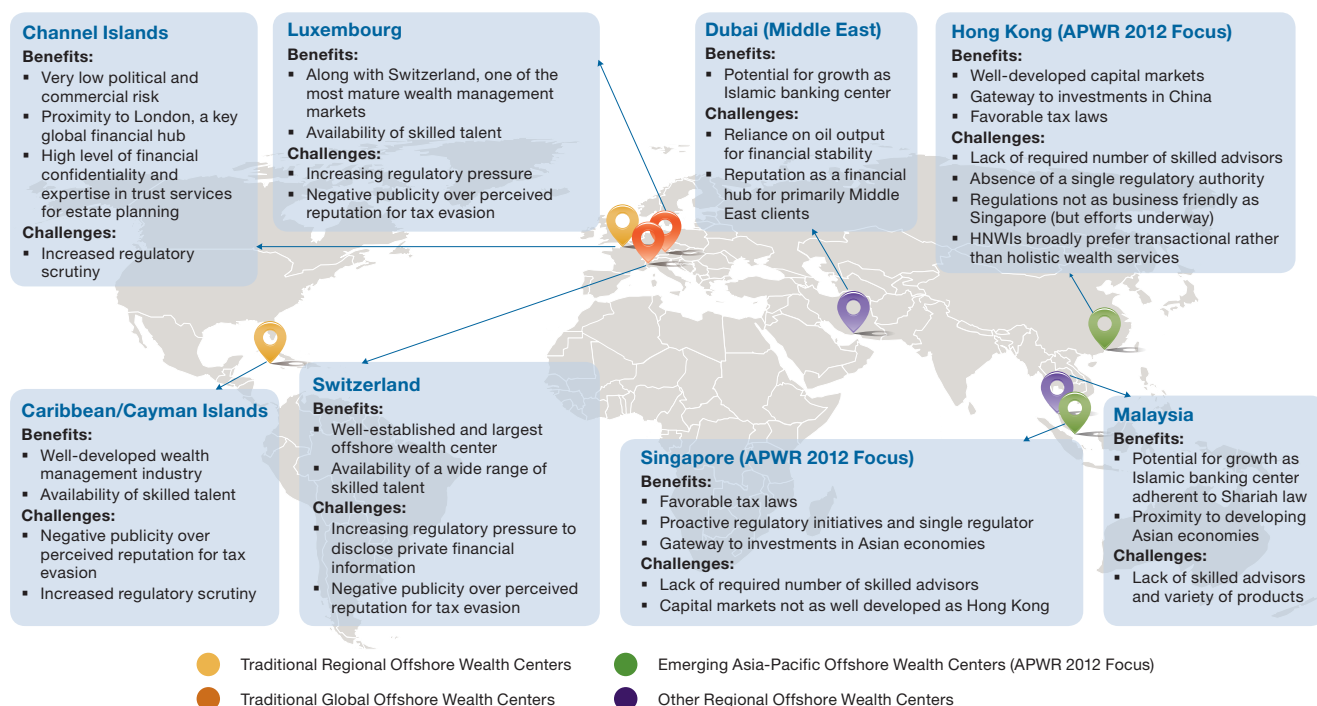 Channel Islands
Benefits:
▪ Very low political and
commercial risk
▪ Proximity to London, a key
global financial hub
▪ High level of financial
confidentiality and
expertise in trust services
for estate planning
Challenges:
▪ Increased regulatory
scrutiny
Luxembourg
Benefits:
▪ Along with Switzerland, one of the
most mature wealth management
markets
▪ Availability of skilled talent
Challenges:
▪ Increasing regulatory pressure
▪ Negative publicity over perceived
reputation for tax evasion
Dubai (Middle East)
Benefits:
▪ Potential for growth as
Islamic banking center
Challenges:
▪ Reliance on oil output
for financial stability
▪ Reputation as a financial
hub for primarily Middle
East clients
Hong Kong (APWR 2012 Focus)
Benefits:
▪ Well-developed capital markets
▪ Gateway to investments in China
▪ Favorable tax laws
Challenges:
▪ Lack of required number of skilled advisors
▪ Absence of a single regulatory authority
▪ Regulations not as business friendly as
Singapore (but efforts underway)
▪ HNWIs broadly prefer transactional rather
than holistic wealth services
Caribbean/Cayman Islands
Benefits:
▪ Well-developed wealth
management industry
▪ Availability of skilled talent
Challenges:
▪ Negative publicity over
perceived reputation for tax
evasion
▪ Increased regulatory scrutiny
Switzerland
Benefits:
▪ Well-established and largest
offshore wealth center
▪ Availability of a wide range of
skilled talent
Challenges:
▪ Increasing regulatory pressure to
disclose private financial
information
▪ Negative publicity over perceived
reputation for tax evasion
Singapore (APWR 2012 Focus)
Benefits:
▪ Favorable tax laws
▪ Proactive regulatory initiatives and single regulator
▪ Gateway to investments in Asian economies
Challenges:
▪ Lack of required number of skilled advisors
▪ Capital markets not as well developed as Hong Kong
Malaysia
Benefits:
▪ Potential for growth as
Islamic banking center
adherent to Shariah law
▪ Proximity to developing
Asian economies
Challenges:
▪ Lack of skilled advisors
and variety of products
Traditional Regional Offshore Wealth Centers
Emerging Asia-Pacific Offshore Wealth Centers (APWR 2012 Focus)
Traditional Global Offshore Wealth Centers
Other Regional Offshore Wealth Centers